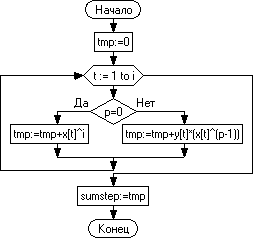 Начало
tmp:=0
t := 1 to i
Да
Нет
p=0
tmp:=tmp+x[t]^i
tmp:=tmp+y[t]*(x[t]^(p-1))
sumstep:=tmp
Конец